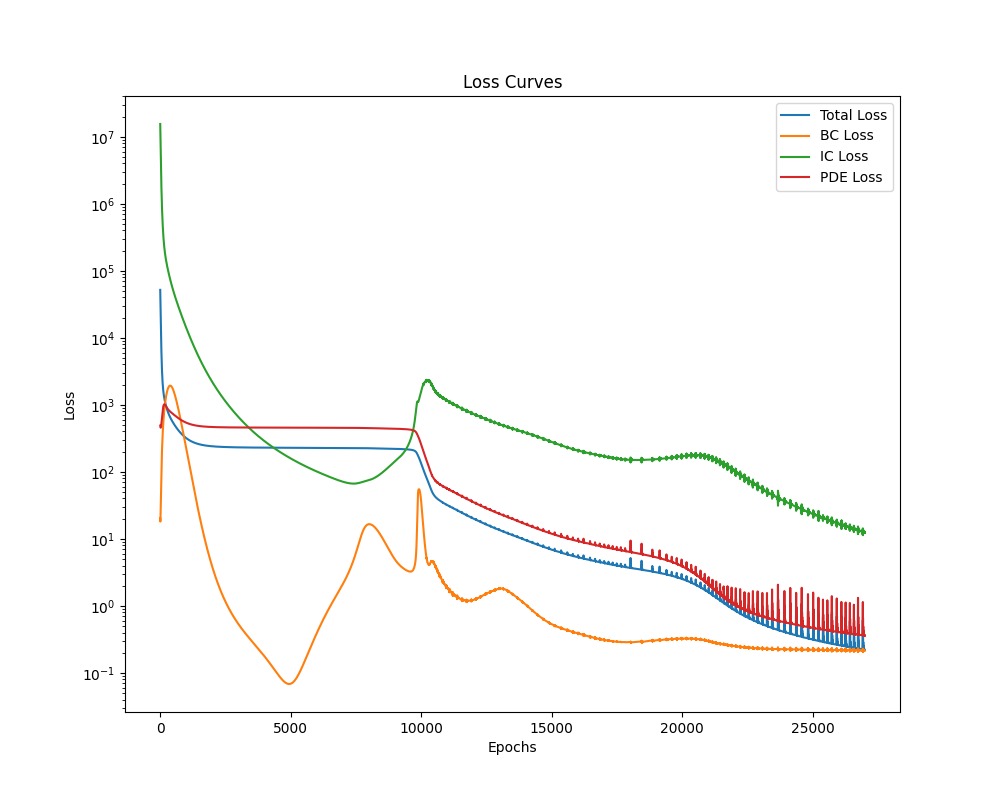 Loss Curves
Total Loss
BC Loss
IC Loss
PDE Loss
Loss
10^7
10^6
10^5
10^4
10^3
10^2
10^1
10^0
10^-1
0 5000 10000 15000 20000 25000
Epochs